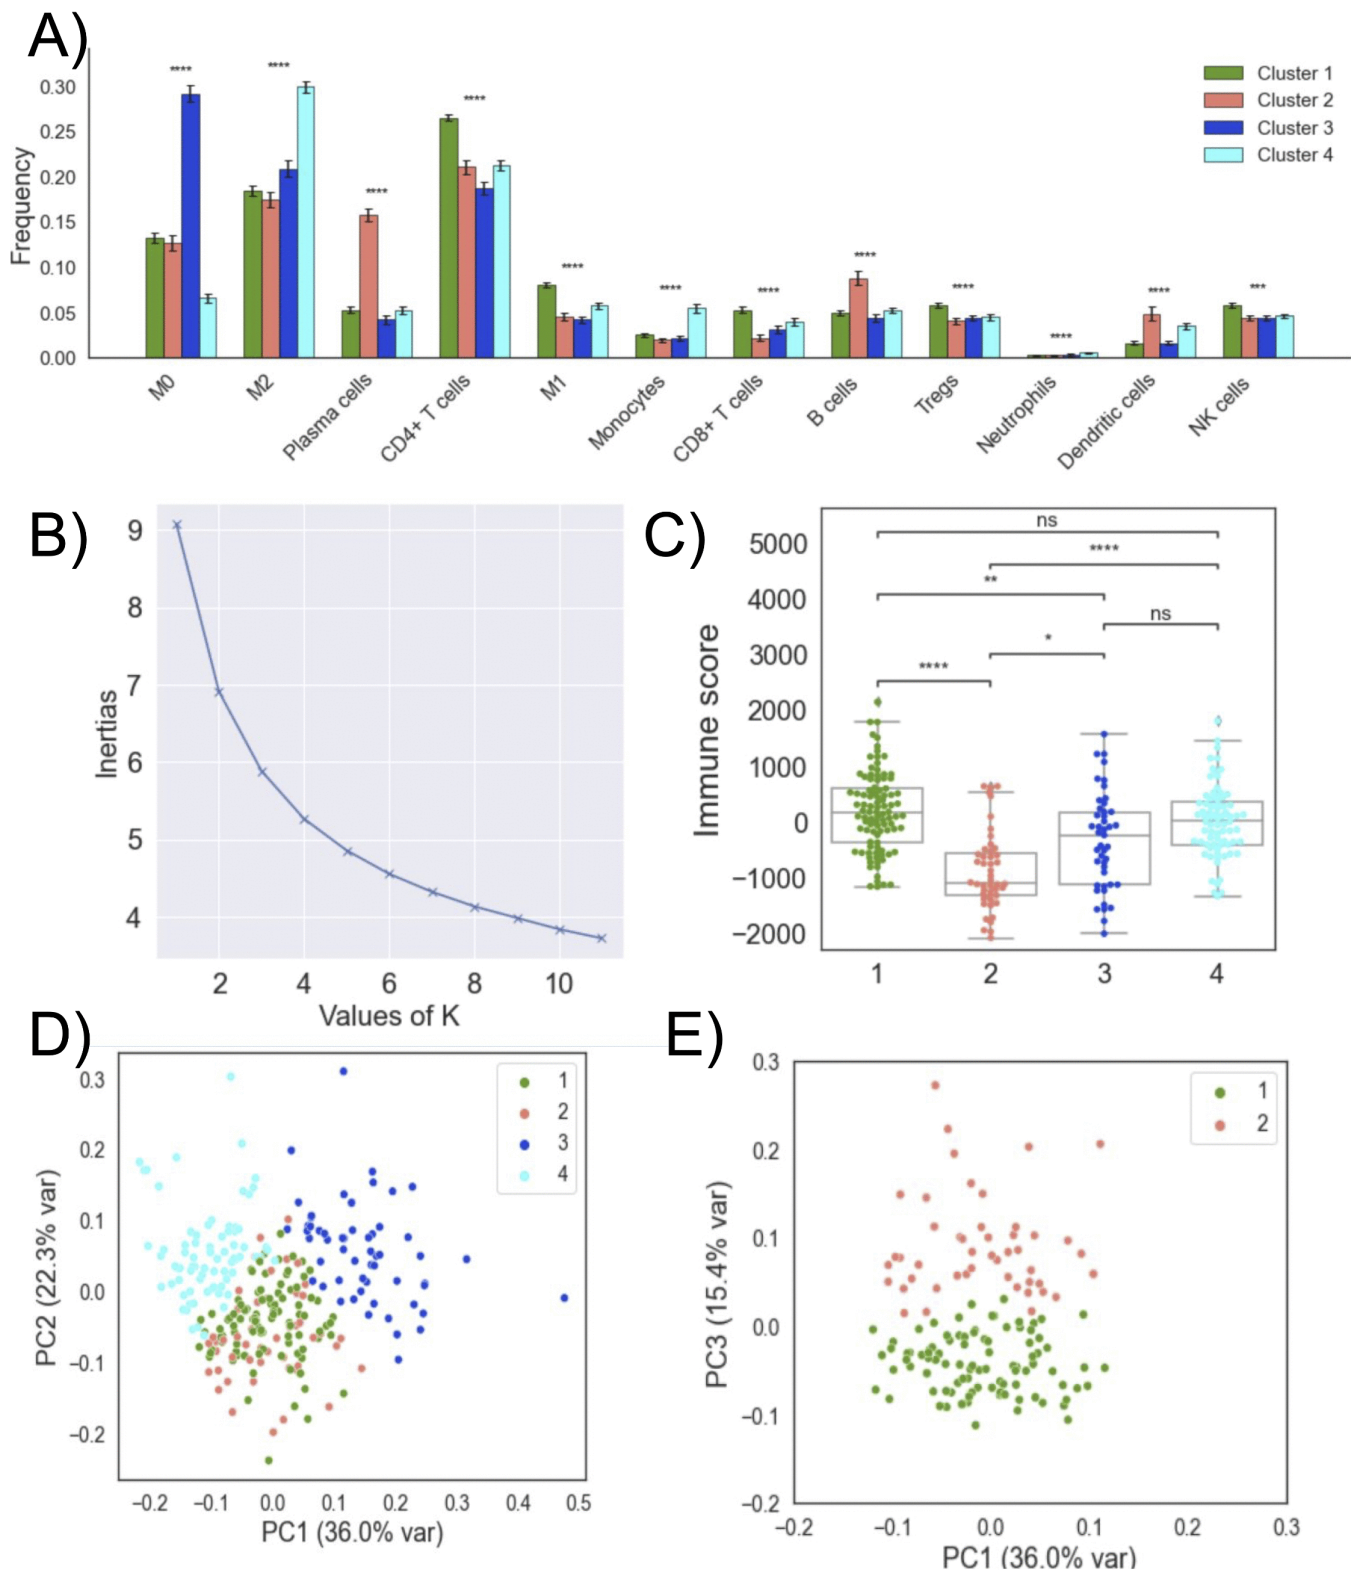 A)
Frequency
0.30
0.25
0.20
0.15
0.10
0.05
0.00
****
****
****
****
****
****
****
****
****
****
****
***
Cluster 1
Cluster 2
Cluster 3
Cluster 4
M0
M2
Plasma cells
CD4+ T cells
M1
Monocytes
CD8+ T cells
B cells
Tregs
Neutrophils
Dendritic cells
NK cells
B)
Inertias
9
8
7
6
5
4
2
4
6
8
10
Values of K
C)
Immune score
5000
4000
3000
2000
1000
0
−1000
−2000
ns
****
**
ns
*
****
1
2
3
4
D)
PC2 (22.3% var)
0.3
0.2
0.1
0.0
−0.1
−0.2
1
2
3
4
−0.2
−0.1
0.0
0.1
0.2
0.3
0.4
0.5
PC1 (36.0% var)
E)
PC3 (15.4% var)
0.3
0.2
0.1
0.0
−0.1
−0.2
1
2
−0.2
−0.1
0.0
0.1
0.2
0.3
PC1 (36.0% var)